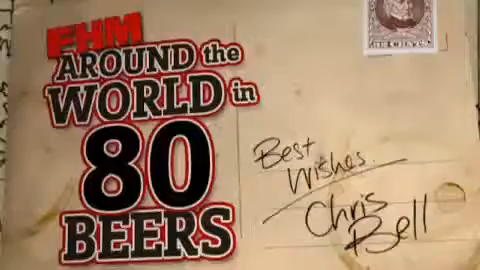 FHM
AROUND the
WORLD in
80
BEERS
Best
Wishes
Chris
Bell